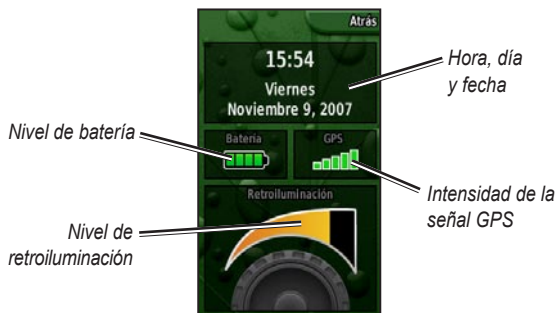 Atrás
15:54
Viernes
Noviembre 9, 2007
Hora, día
y fecha
Nivel de batería
Batería
GPS
Intensidad de la
señal GPS
Retroiluminación
Nivel de
retroiluminación